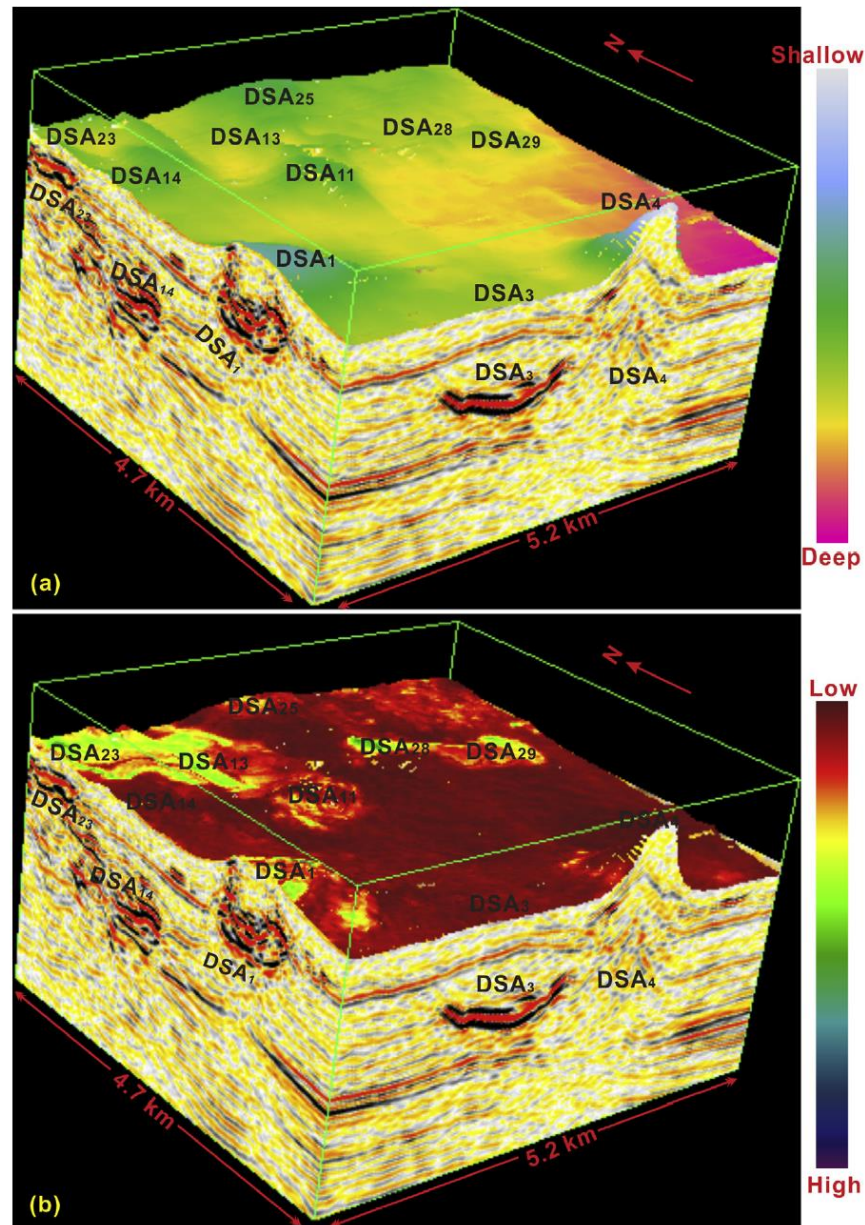 N
Shallow
DSA25
DSA23
DSA13
DSA28
DSA29
DSA14
DSA11
DSA4
DSA23
DSA1
DSA14
DSA3
DSA1
DSA3
DSA4
4.7 km
5.2 km
Deep
(a)
N
Low
DSA25
DSA23
DSA13
DSA28
DSA29
DSA14
DSA11
DSA23
DSA1
DSA14
DSA3
DSA1
DSA3
DSA4
4.7 km
5.2 km
High
(b)